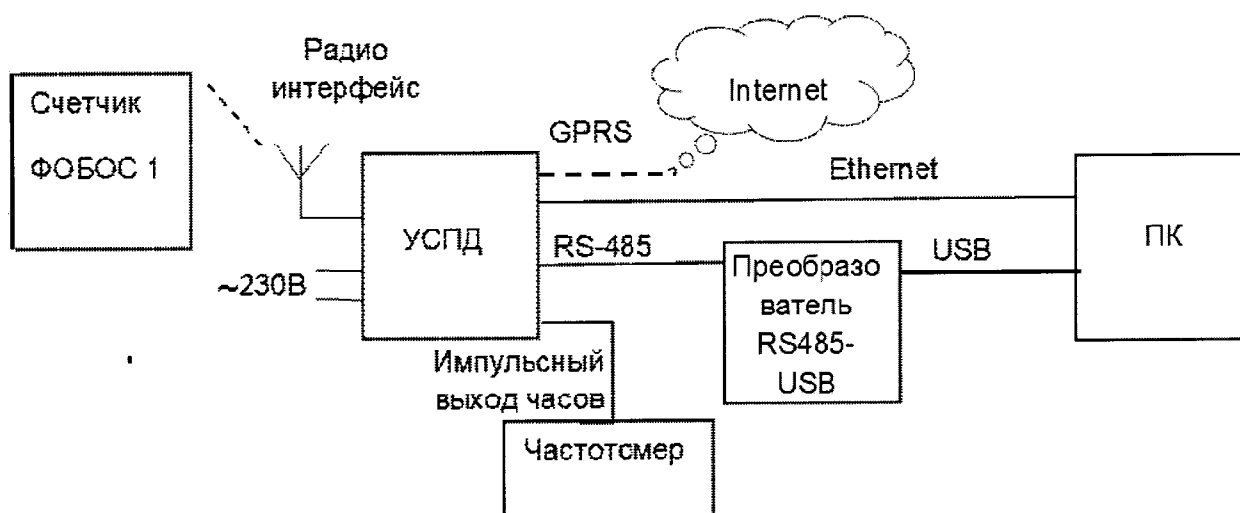 Радио
интерфейс
Счетчик
ФОБОС 1
Internet
GPRS
Ethernet
УСПД
ПК
RS-485
USB
~230В
Преобразо
ватель
RS485-
USB
Импульсный
выход часов
Частотомер